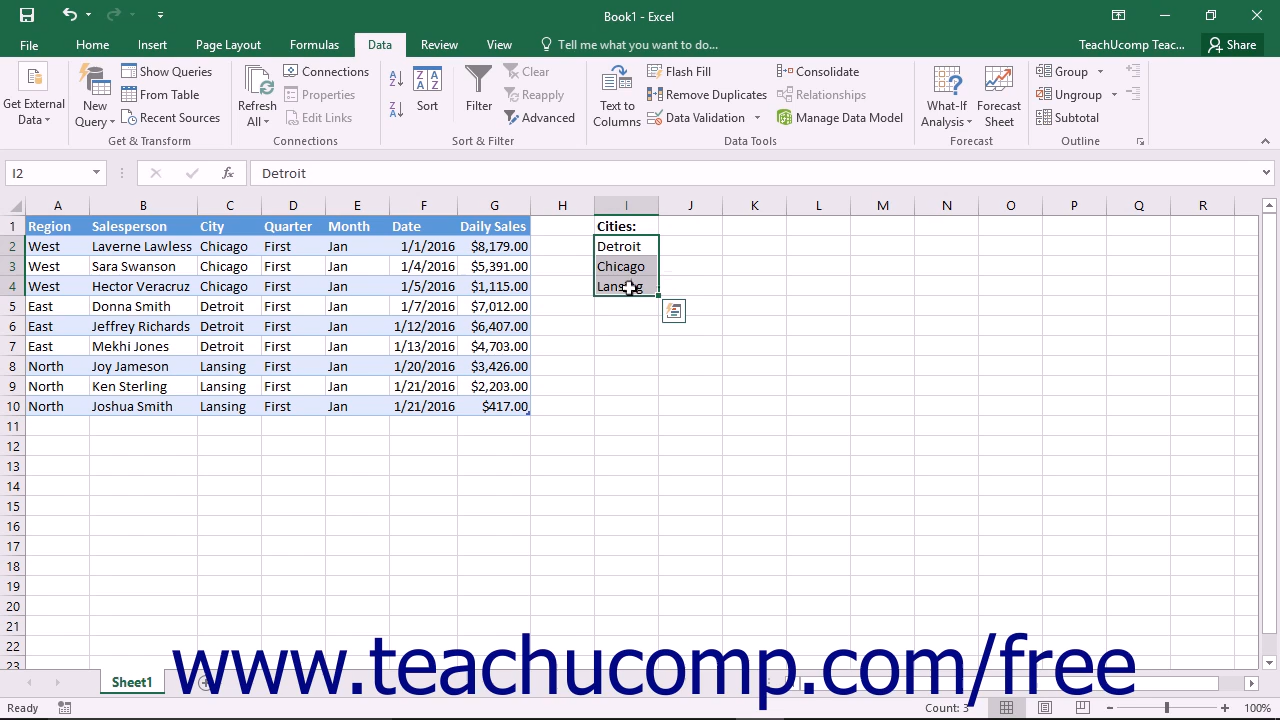 Book1 - Excel
File Home Insert Page Layout Formulas Data Review View Tell me what you want to do... TeachUcomp Teac... Share
Get External Data
New Query
Show Queries
From Table
Recent Sources
Get & Transform
Refresh All
Connections
Properties
Edit Links
Connections
Sort
Filter
Clear
Reapply
Advanced
Sort & Filter
Text to Columns
Flash Fill
Remove Duplicates
Data Validation
Consolidate
Relationships
Manage Data Model
Data Tools
What-If Analysis
Forecast Sheet
Forecast
Group
Ungroup
Subtotal
Outline
I2 fx Detroit
A B C D E F G H I J K L M N O P Q R
1 Region Salesperson City Quarter Month Date Daily Sales Cities:
2 West Laverne Lawless Chicago First Jan 1/1/2016 $8,179.00 Detroit
3 West Sara Swanson Chicago First Jan 1/4/2016 $5,391.00 Chicago
4 West Hector Veracruz Chicago First Jan 1/5/2016 $1,115.00 Lansing
5 East Donna Smith Detroit First Jan 1/7/2016 $7,012.00
6 East Jeffrey Richards Detroit First Jan 1/12/2016 $6,407.00
7 East Mekhi Jones Detroit First Jan 1/13/2016 $4,703.00
8 North Joy Jameson Lansing First Jan 1/20/2016 $3,426.00
9 North Ken Sterling Lansing First Jan 1/21/2016 $2,203.00
10 North Joshua Smith Lansing First Jan 1/21/2016 $417.00
11
12
13
14
15
16
17
18
19
20
21
22
23
www.teachucomp.com/free
Sheet1
Ready Count: 3 100%